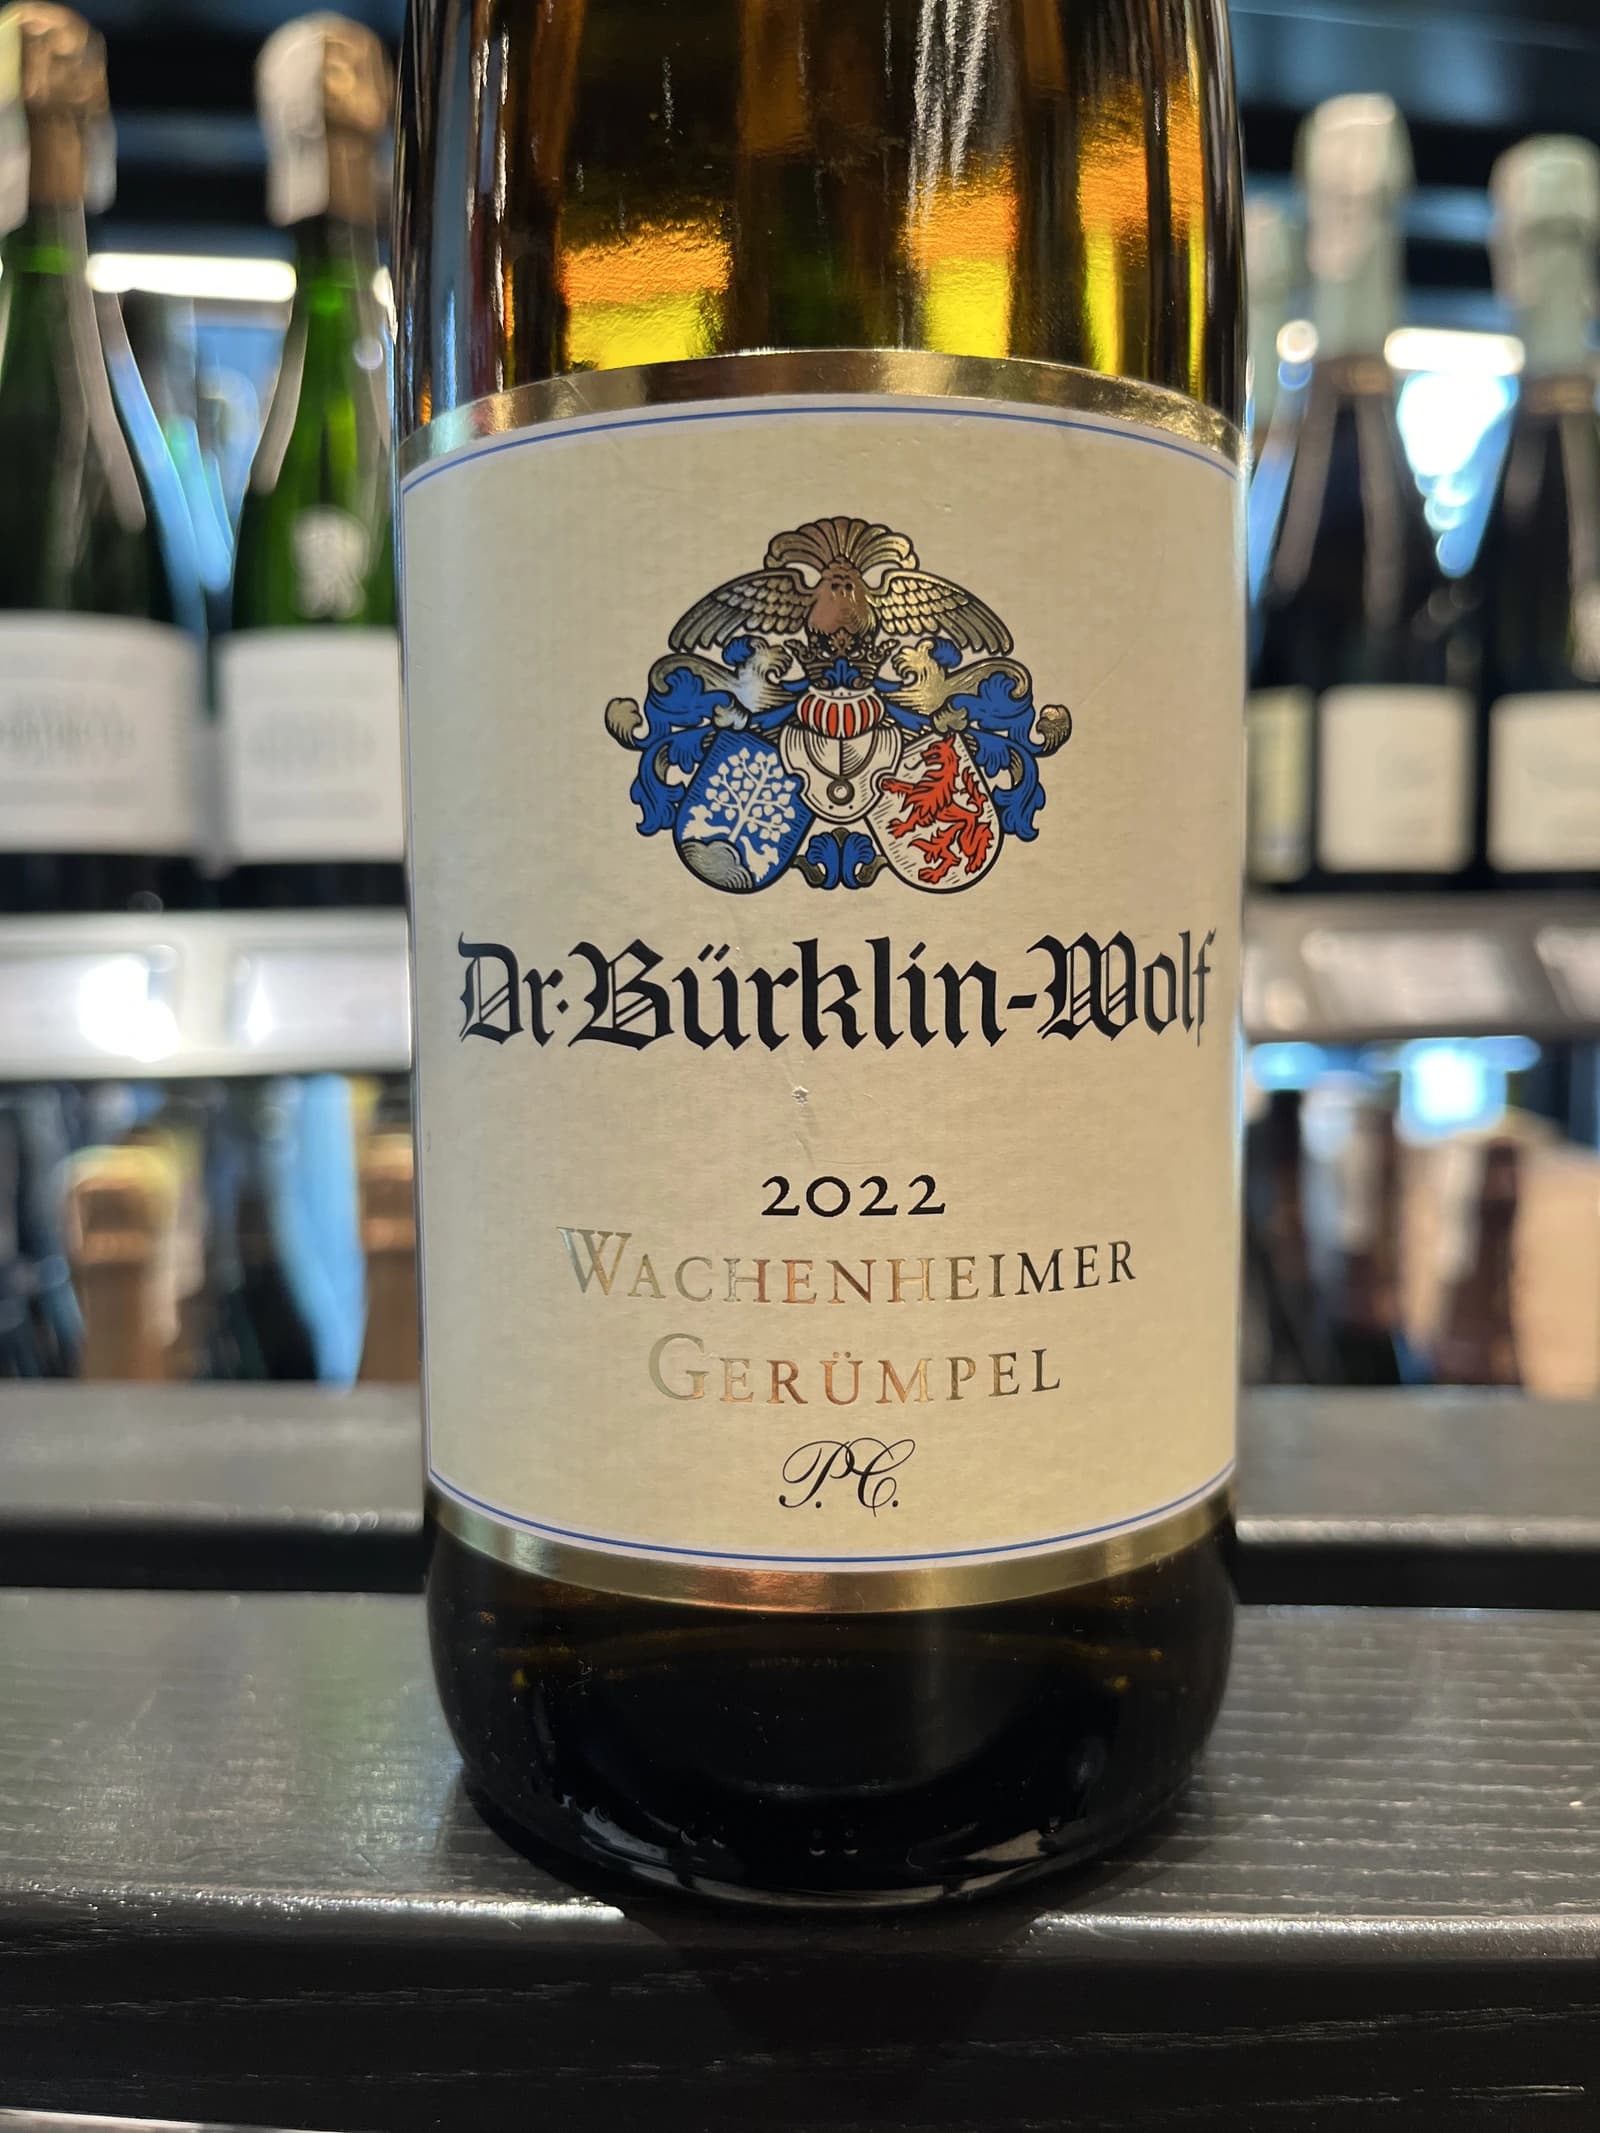 Dr. Bürklin-Wolf
2022
WACHENHEIMER
GERÜMPEL
P.C.